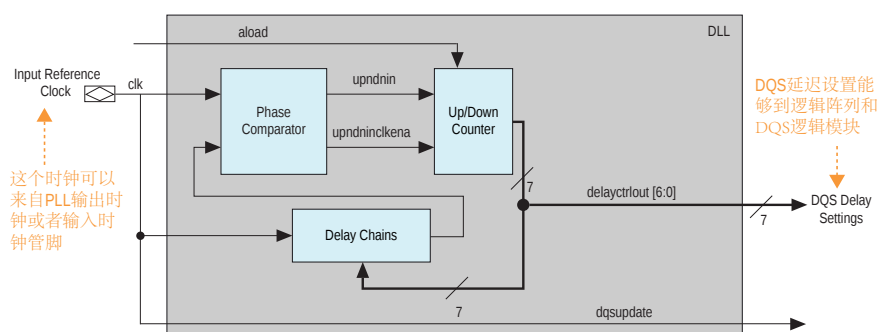 aload
DLL
Input Reference
Clock
clk
upndnin
Phase
Comparator
Up/Down
Counter
upndninclkena
DQS延迟设置能
够到逻辑阵列和
DQS逻辑模块
这个时钟可以
来自PLL输出时
钟或者输入时
钟管脚
7
delayctrlout [6:0]
7
DQS Delay
Settings
Delay Chains
7
dqsupdate